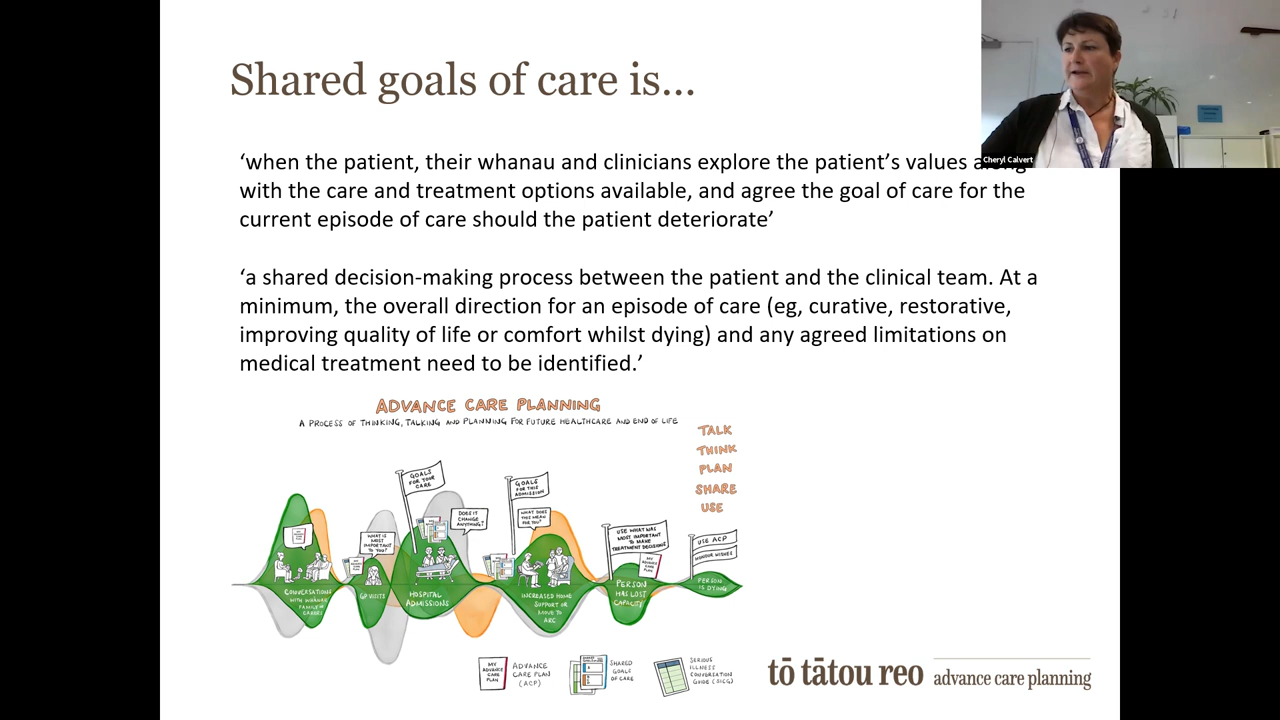 Shared goals of care is...
Cheryl Calvert
‘when the patient, their whanau and clinicians explore the patient’s values along
with the care and treatment options available, and agree the goal of care for the
current episode of care should the patient deteriorate’
‘a shared decision-making process between the patient and the clinical team. At a
minimum, the overall direction for an episode of care (eg, curative, restorative,
improving quality of life or comfort whilst dying) and any agreed limitations on
medical treatment need to be identified.’
ADVANCE CARE PLANNING
A PROCESS OF THINKING, TALKING AND PLANNING FOR FUTURE HEALTHCARE AND END OF LIFE
TALK
THINK
PLAN
SHARE
USE
GOALS
FOR YOUR
CARE
GOALS
FOR THIS
ADMISSION
WHAT IS
MOST
IMPORTANT
TO YOU?
DOES IT
CHANGE
ANYTHING?
WHAT DOES
THIS MEAN
FOR YOU?
USE WHAT WAS
MOST IMPORTANT
TO MAKE
TREATMENT DECISIONS
USE ACP
HONOUR WISHES
CONVERSATIONS
WITH WHANAU
FAMILY OR
CARERS
GP VISITS
HOSPITAL
ADMISSIONS
INCREASED HOME
SUPPORT OR
MOVE TO
ARC
PERSON
HAS LOST
CAPACITY
PERSON
IS DYING
MY
ADVANCE
CARE
PLAN
ADVANCE
CARE PLAN
(ACP)
SHARED
GOALS
OF CARE
SERIOUS
ILLNESS
CONVERSATION
GUIDE (SICG)
tō tātou reo
advance care planning